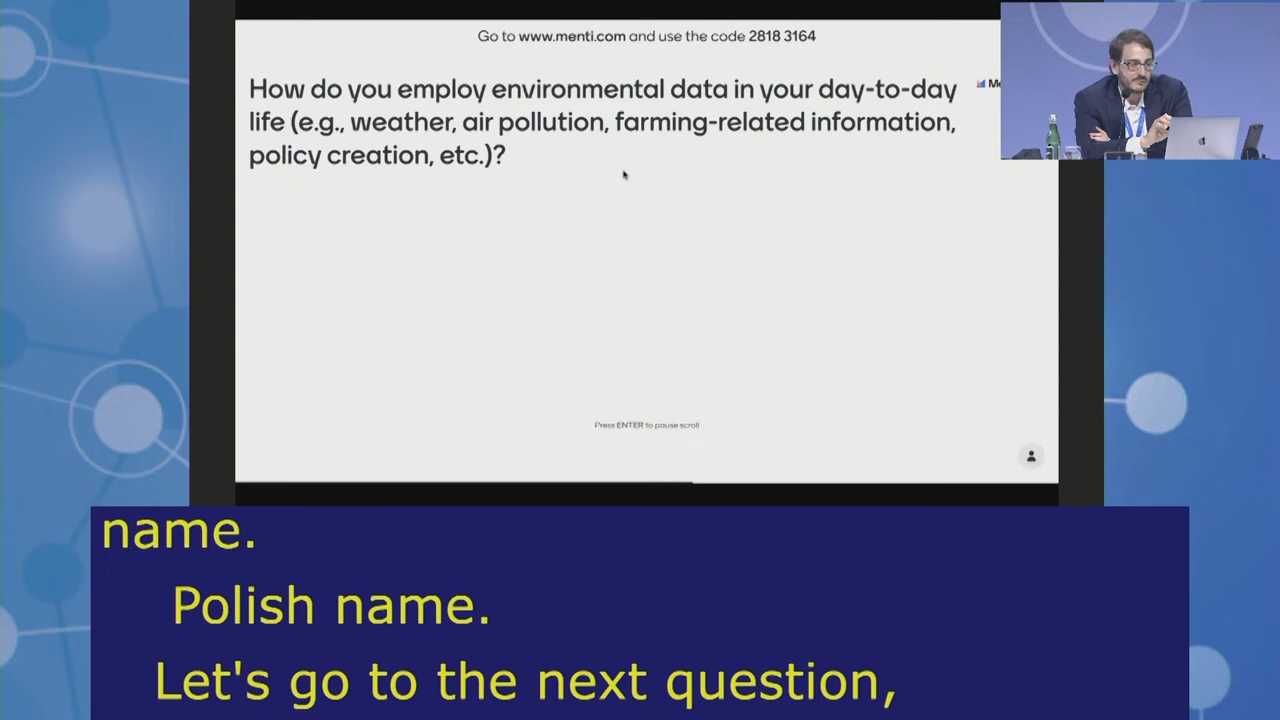 Go to www.menti.com and use the code 2818 3164
How do you employ environmental data in your day-to-day
life (e.g., weather, air pollution, farming-related information,
policy creation, etc.)?
Press ENTER to pause scroll
name.
Polish name.
Let's go to the next question,